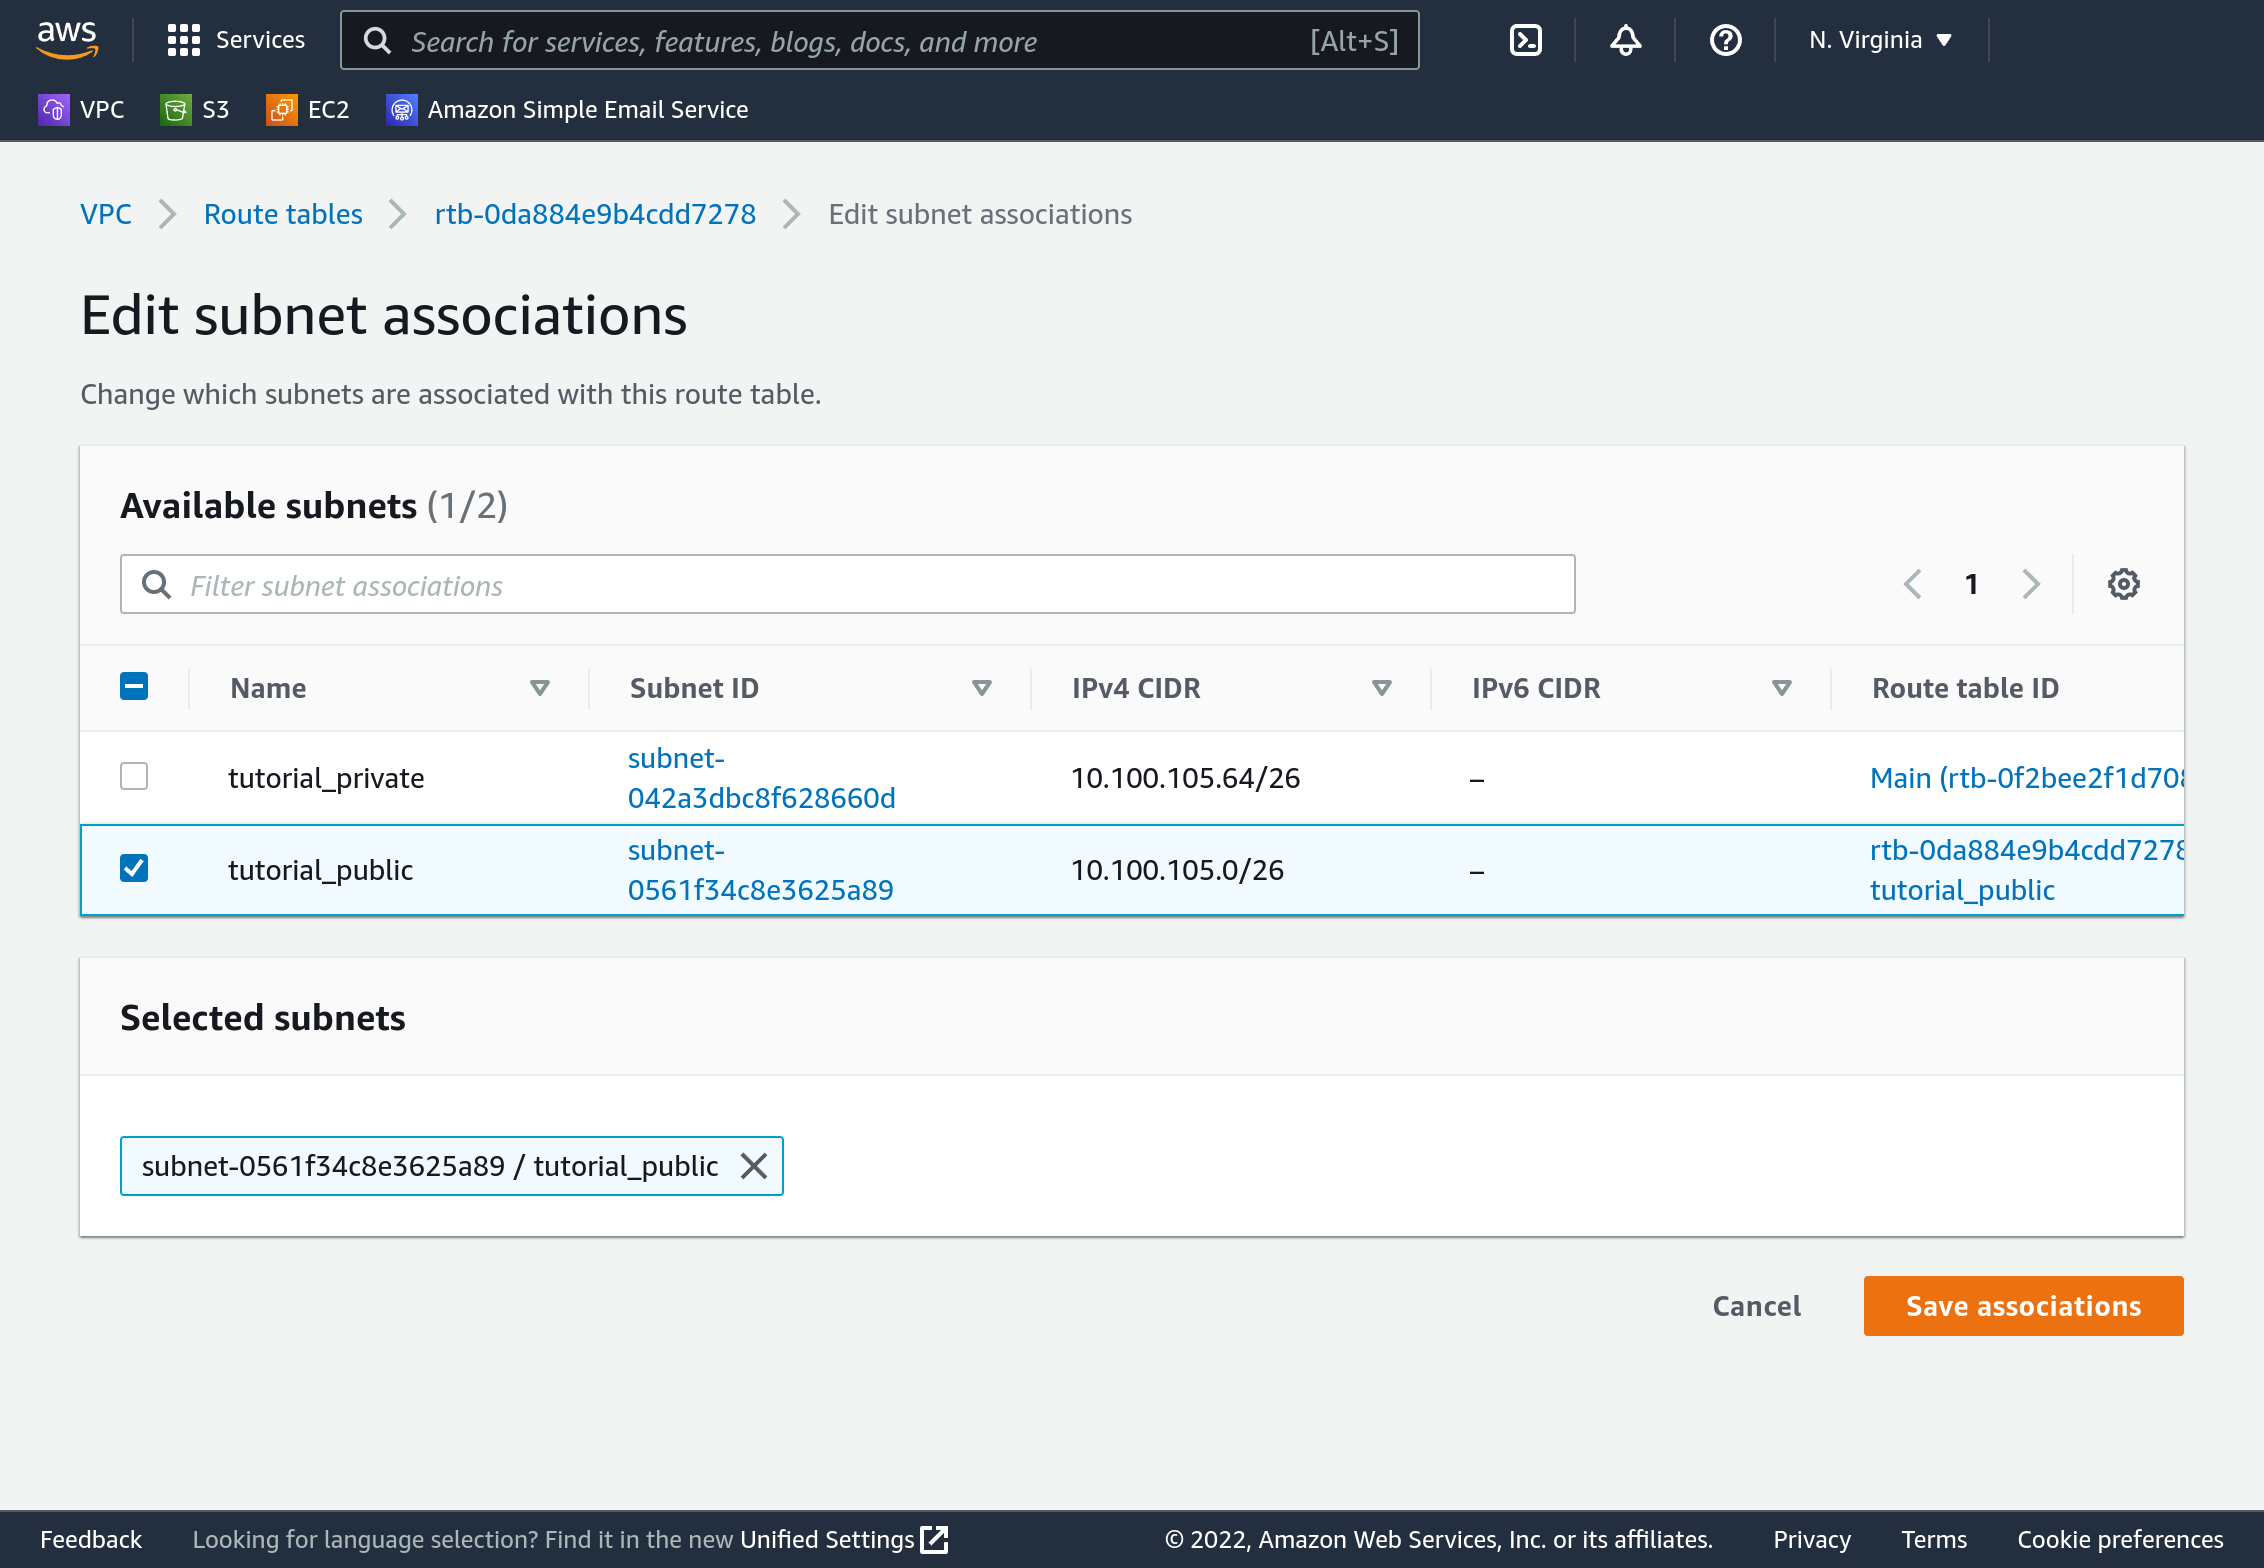 aws
Services
Search for services, features, blogs, docs, and more [Alt+S]
N. Virginia
VPC
S3
EC2
Amazon Simple Email Service
VPC
Route tables
rtb-0da884e9b4cdd7278
Edit subnet associations
Edit subnet associations
Change which subnets are associated with this route table.
Available subnets (1/2)
Filter subnet associations
1
Name
Subnet ID
IPv4 CIDR
IPv6 CIDR
Route table ID
tutorial_private
subnet-
042a3dbc8f628660d
10.100.105.64/26
–
Main (rtb-0f2bee2f1d708
tutorial_public
subnet-
0561f34c8e3625a89
10.100.105.0/26
–
rtb-0da884e9b4cdd7278
tutorial_public
Selected subnets
subnet-0561f34c8e3625a89 / tutorial_public
Cancel
Save associations
Feedback
Looking for language selection? Find it in the new Unified Settings
© 2022, Amazon Web Services, Inc. or its affiliates.
Privacy
Terms
Cookie preferences